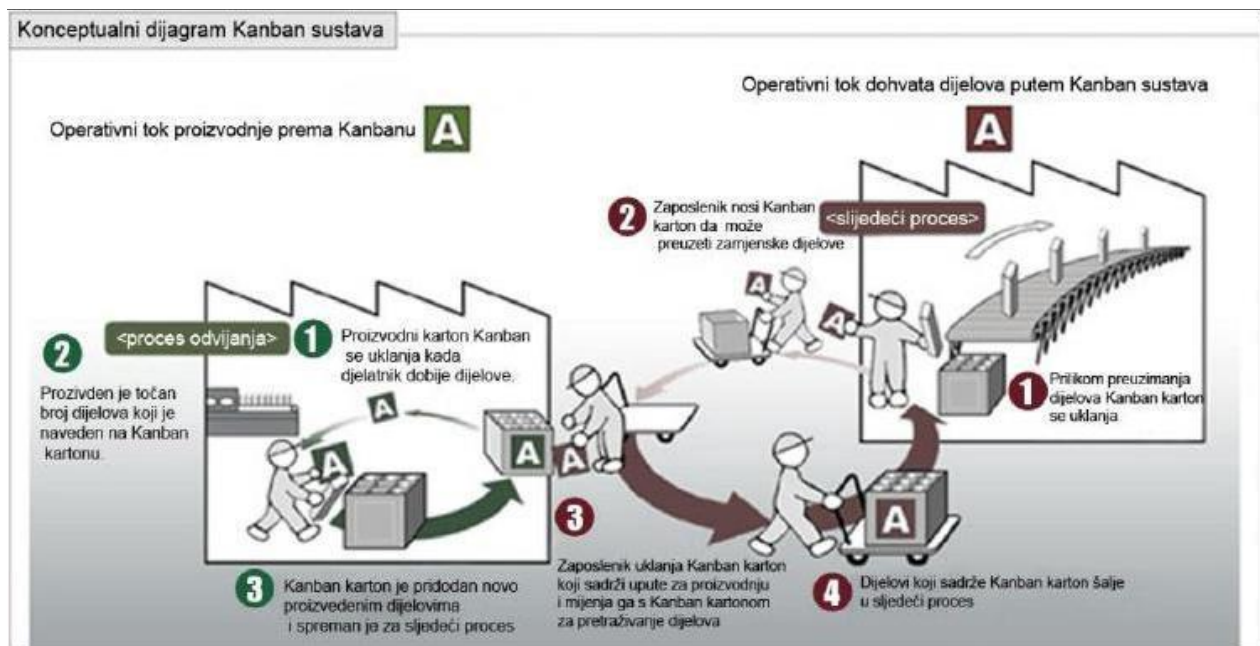 Konceptualni dijagram Kanban sustava
Operativni tok proizvodnje prema Kanbanu A
Operativni tok dohvata dijelova putem Kanban sustava
A
2 Zaposlenik nosi Kanban
karton da može
preuzeti zamjenske dijelove
<slijedeći proces>
A
A
1 Prilikom preuzimanja
dijelova Kanban karton
se uklanja
<proces odvijanja>
1 Proizvodni karton Kanban
se uklanja kada
djelatnik dobije dijelove.
2
Prozivden je točan
broj dijelova koji je
naveden na Kanban
kartonu.
A
A
A
A
A
3 Kanban karton je pridodan novo
proizvedenim dijelovima
i spreman je za sljedeći proces
3
Zaposlenik uklanja Kanban karton
koji sadrži upute za proizvodnju
i mijenja ga s Kanban kartonom
za pretraživanje dijelova
4 Dijelovi koji sadrže Kanban karton šalje
u sljedeći proces